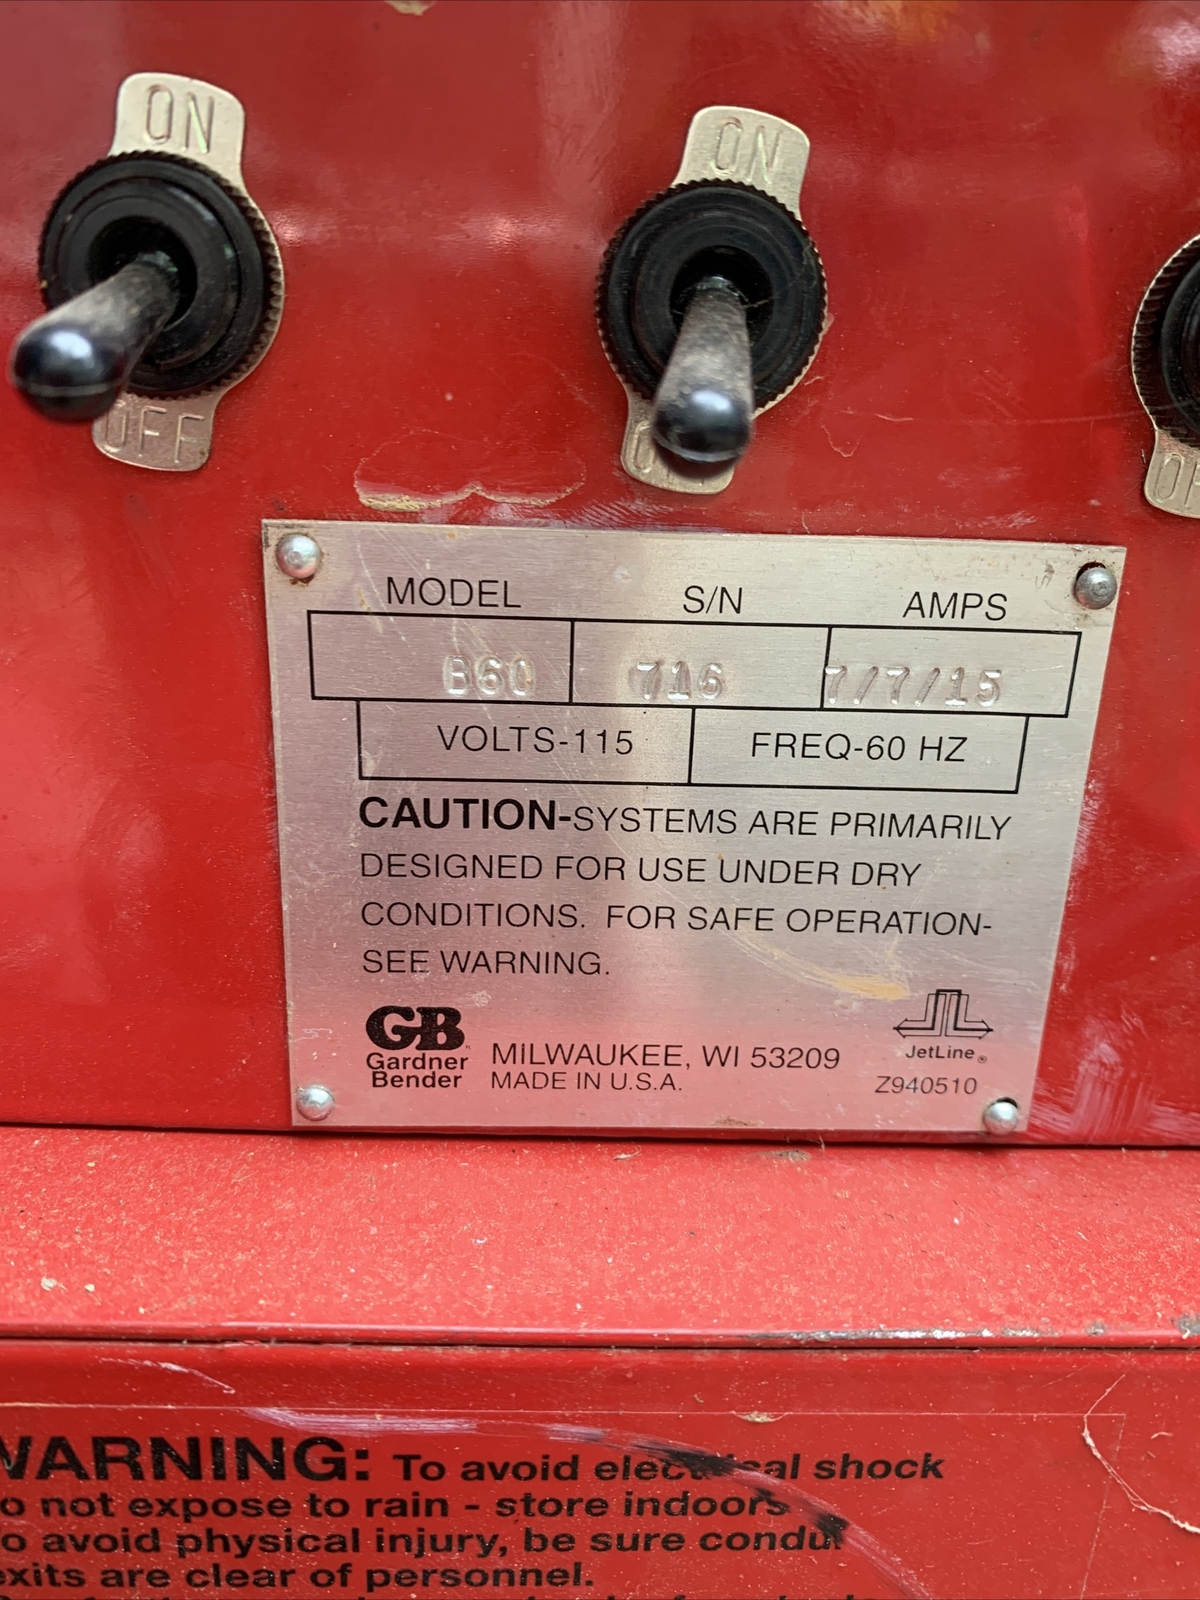 ON
ON
OFF
MODEL S/N AMPS
B60 716 7/7/15
VOLTS-115 FREQ-60 HZ
CAUTION-SYSTEMS ARE PRIMARILY
DESIGNED FOR USE UNDER DRY
CONDITIONS. FOR SAFE OPERATION-
SEE WARNING.
GB
Gardner
Bender
MILWAUKEE, WI 53209
MADE IN U.S.A.
JetLine®
Z940510
WARNING: To avoid electrical shock
o not expose to rain - store indoors
o avoid physical injury, be sure condui
exits are clear of personnel.